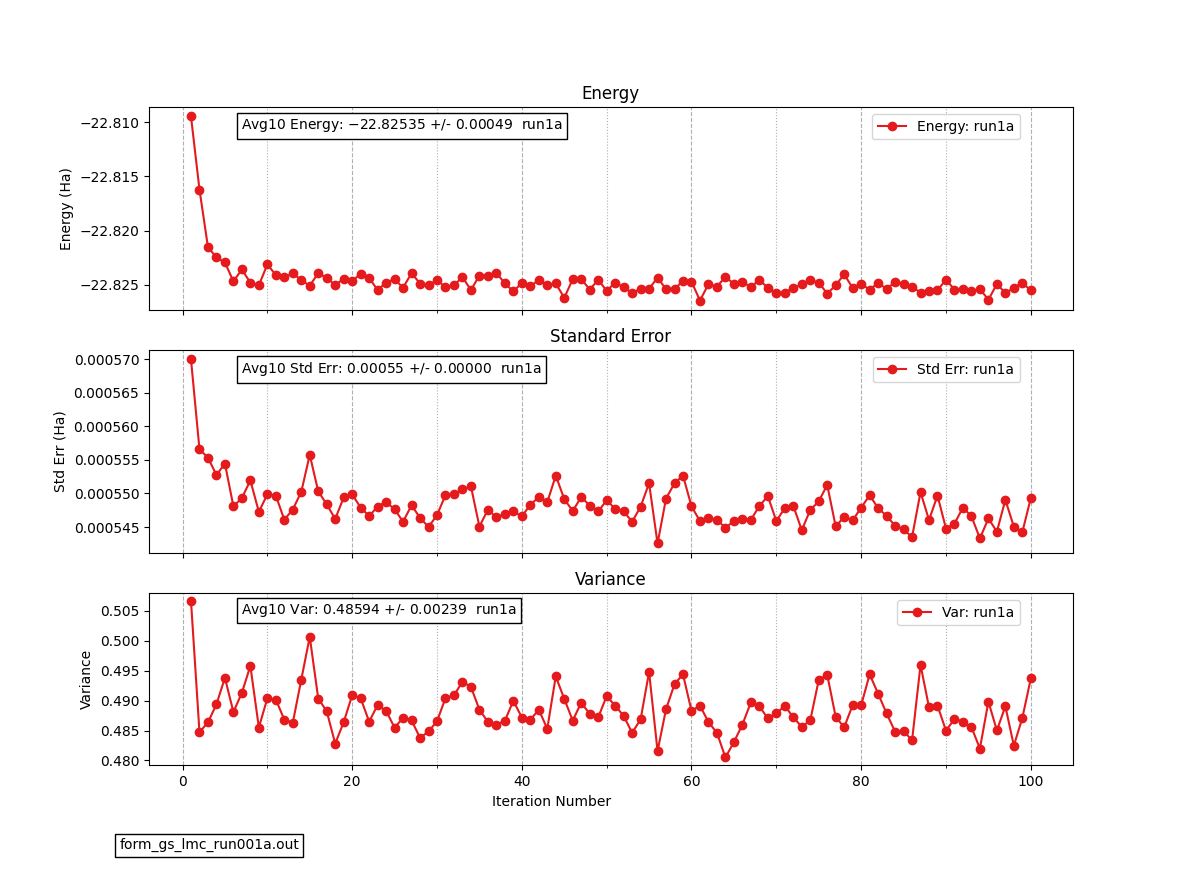 Energy
Avg10 Energy: −22.82535 +/- 0.00049 run1a
Energy: run1a
Energy (Ha)
−22.810
−22.815
−22.820
−22.825
Standard Error
Avg10 Std Err: 0.00055 +/- 0.00000 run1a
Std Err: run1a
Std Err (Ha)
0.000570
0.000565
0.000560
0.000555
0.000550
0.000545
Variance
Avg10 Var: 0.48594 +/- 0.00239 run1a
Var: run1a
Variance
0.505
0.500
0.495
0.490
0.485
0.480
0 20 40 60 80 100
Iteration Number
form_gs_lmc_run001a.out